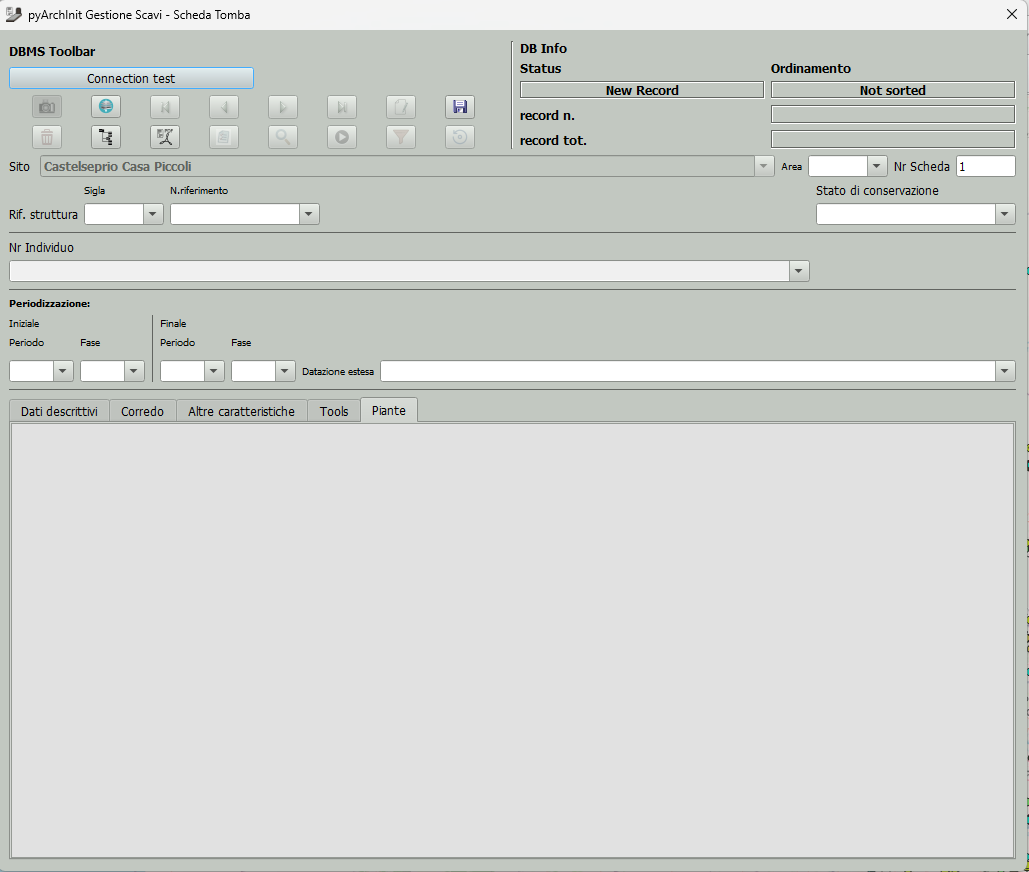 pyArchInit Gestione Scavi - Scheda Tomba
DBMS Toolbar
Connection test
DB Info
Status
Ordinamento
New Record
Not sorted
record n.
record tot.
Sito
Castelseprio Casa Piccoli
Area
Nr Scheda
1
Sigla
N.riferimento
Stato di conservazione
Rif. struttura
Nr Individuo
Periodizzazione:
Iniziale
Finale
Periodo
Fase
Periodo
Fase
Datazione estesa
Dati descrittivi
Corredo
Altre caratteristiche
Tools
Piante